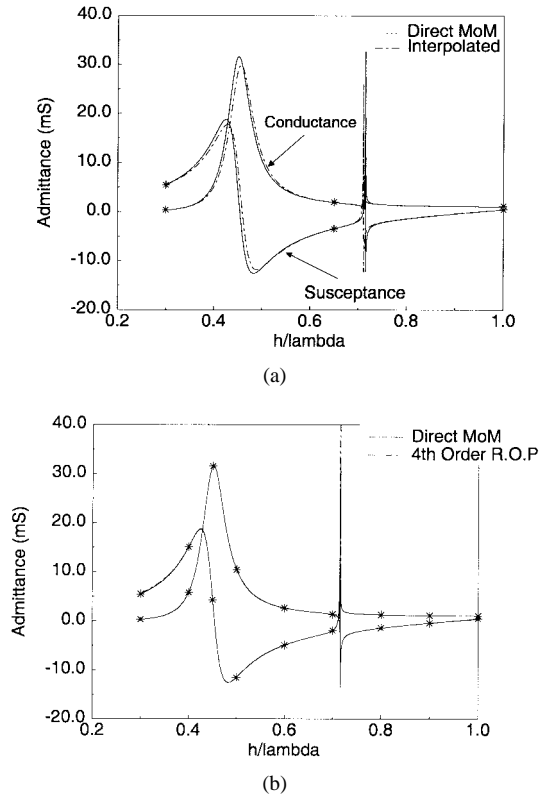 40.0
Direct MoM
Interpolated
30.0
20.0
Conductance
10.0
0.0
-10.0
Susceptance
-20.0
0.2 0.4 0.6 0.8 1.0
h/lambda
Admittance (mS)
(a)
40.0
Direct MoM
4th Order R.O.P
30.0
20.0
10.0
0.0
-10.0
-20.0
0.2 0.4 0.6 0.8 1.0
h/lambda
Admittance (mS)
(b)